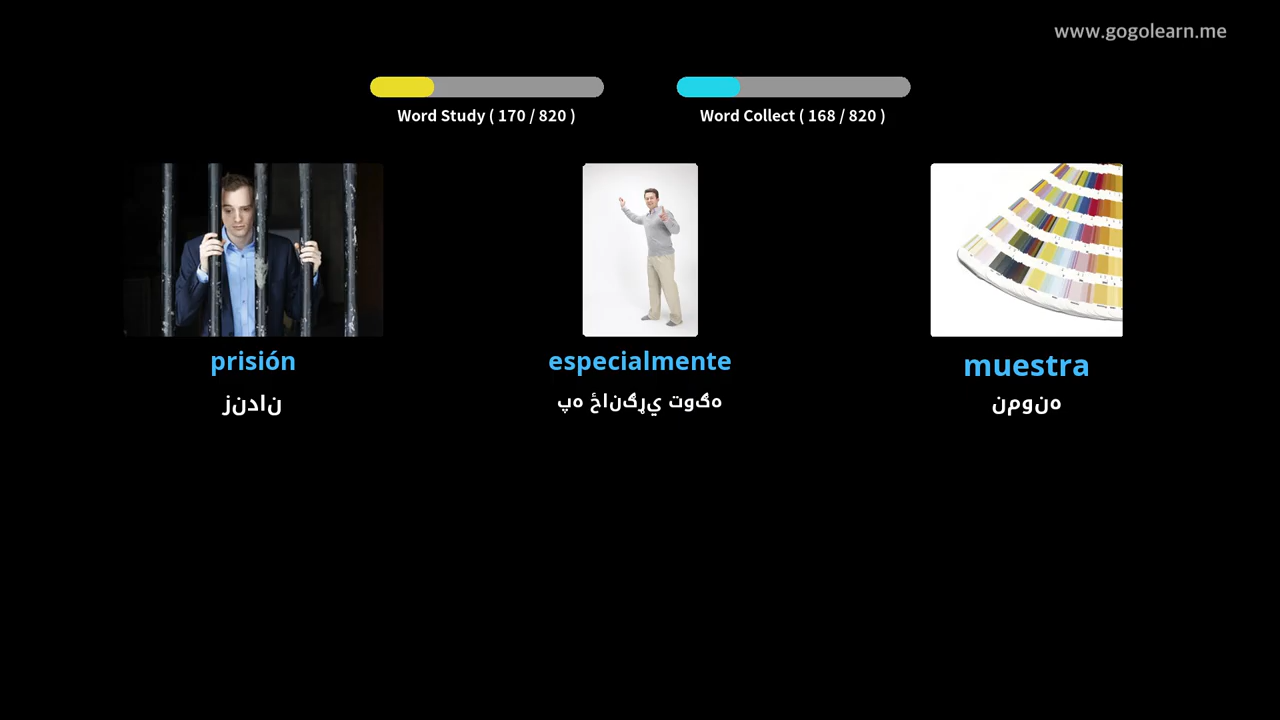 www.gogolearn.me
Word Study ( 170 / 820 )
Word Collect ( 168 / 820 )
prisión
زندان
especialmente
په ځانګړي توګه
muestra
نمونه